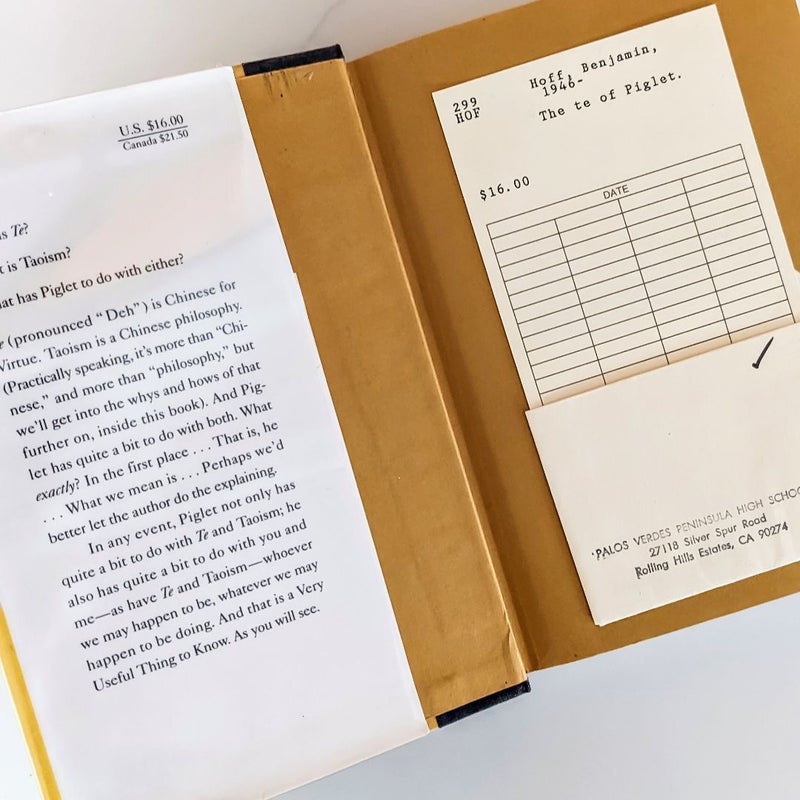 U.S. $16.00
Canada $21.50
is Te?
t is Taoism?
at has Piglet to do with either?
e (pronounced “Deh”) is Chinese for
Virtue. Taoism is a Chinese philosophy.
(Practically speaking, it’s more than “Chi-
nese,” and more than “philosophy,” but
we’ll get into the whys and hows of that
further on, inside this book). And Pig-
let has quite a bit to do with both. What
exactly? In the first place . . . That is, he
. . . What we mean is . . . Perhaps we’d
better let the author do the explaining.
In any event, Piglet not only has
quite a bit to do with Te and Taoism; he
also has quite a bit to do with you and
me—as have Te and Taoism—whoever
we may happen to be, whatever we may
happen to be doing. And that is a Very
Useful Thing to Know. As you will see.
299
HOF
Hoff, Benjamin,
1946-
The te of Piglet.
$16.00
DATE
PALOS VERDES PENINSULA HIGH SCHOO
27118 Silver Spur Road
Rolling Hills Estates, CA 90274